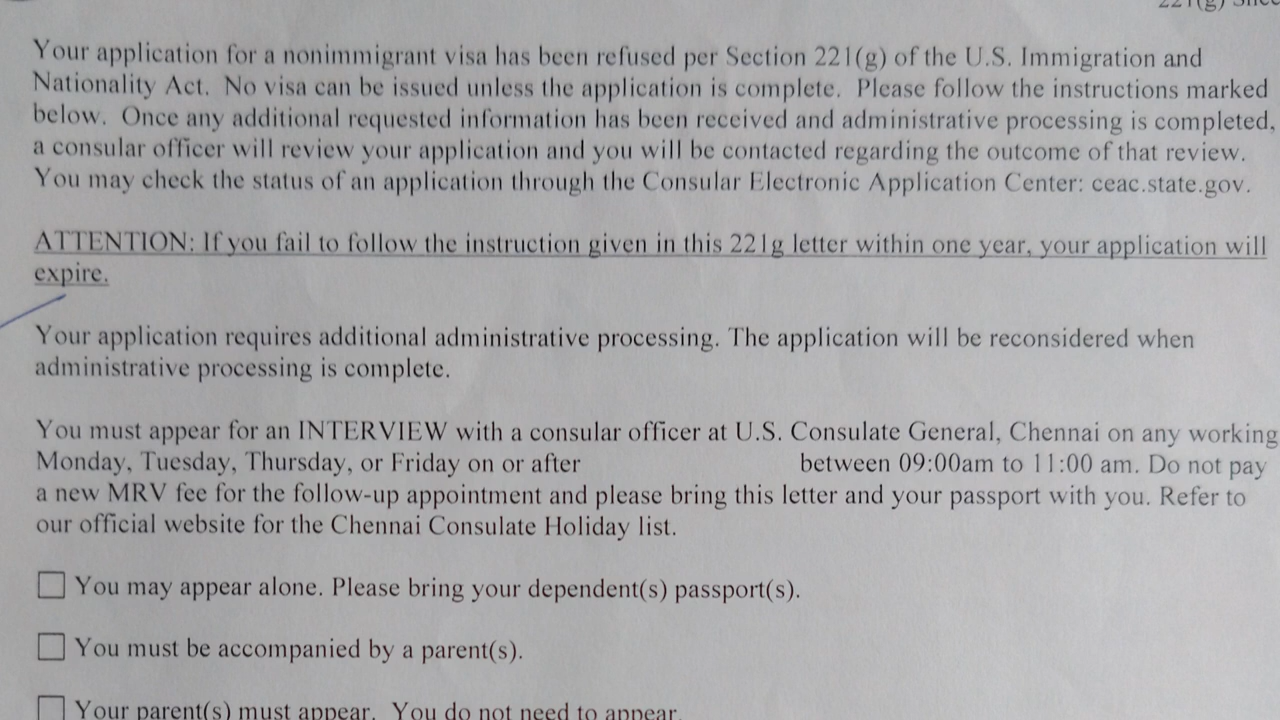 221(g)
Your application for a nonimmigrant visa has been refused per Section 221(g) of the U.S. Immigration and
Nationality Act. No visa can be issued unless the application is complete. Please follow the instructions marked
below. Once any additional requested information has been received and administrative processing is completed,
a consular officer will review your application and you will be contacted regarding the outcome of that review.
You may check the status of an application through the Consular Electronic Application Center: ceac.state.gov.
ATTENTION: If you fail to follow the instruction given in this 221g letter within one year, your application will
expire.
Your application requires additional administrative processing. The application will be reconsidered when
administrative processing is complete.
You must appear for an INTERVIEW with a consular officer at U.S. Consulate General, Chennai on any working
Monday, Tuesday, Thursday, or Friday on or after between 09:00am to 11:00 am. Do not pay
a new MRV fee for the follow-up appointment and please bring this letter and your passport with you. Refer to
our official website for the Chennai Consulate Holiday list.
You may appear alone. Please bring your dependent(s) passport(s).
You must be accompanied by a parent(s).
Your parent(s) must appear. You do not need to appear.